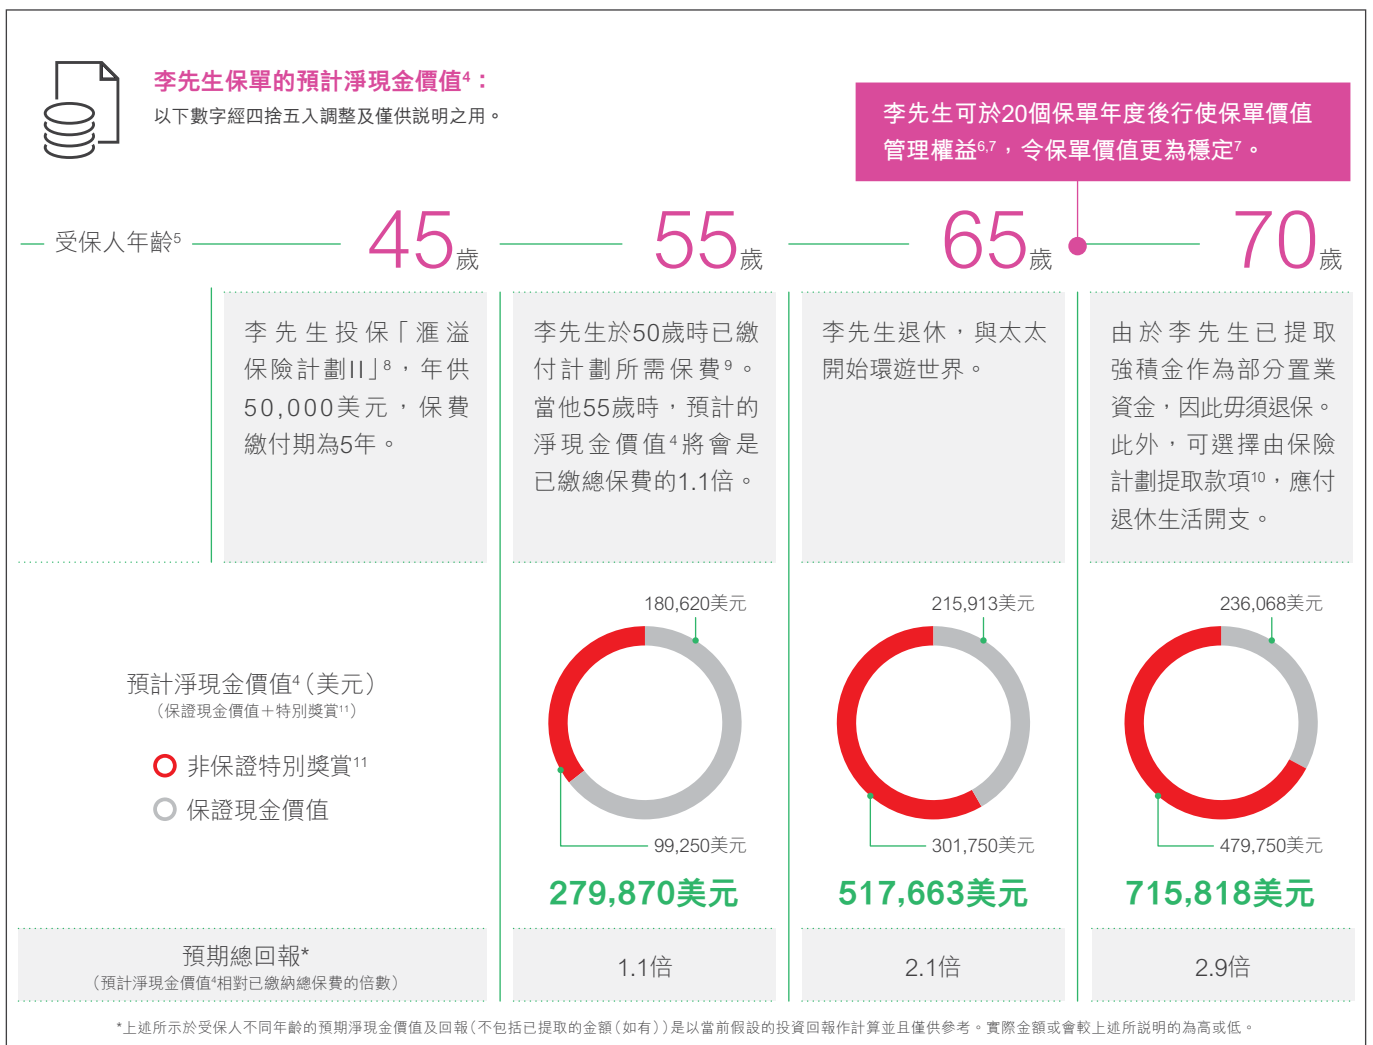 李先生保單的預計淨現金價值⁴：
以下數字經四捨五入調整及僅供說明之用。
李先生可於20個保單年度後行使保單價值
管理權益⁶,⁷，令保單價值更為穩定⁷。
受保人年齡⁵
45歲
55歲
65歲
70歲
李先生投保「滙溢
保險計劃II」⁸，年供
50,000美元，保費
繳付期為5年。
李先生於50歲時已繳
付計劃所需保費⁹。
當他55歲時，預計的
淨現金價值⁴將會是
已繳總保費的1.1倍。
李先生退休，與太太
開始環遊世界。
由於李先生已提取
強積金作為部分置業
資金，因此毋須退保。
此外，可選擇由保險
計劃提取款項¹⁰，應付
退休生活開支。
預計淨現金價值⁴（美元）
（保證現金價值＋特別獎賞¹¹）
非保證特別獎賞¹¹
保證現金價值
180,620美元
99,250美元
279,870美元
215,913美元
301,750美元
517,663美元
236,068美元
479,750美元
715,818美元
預期總回報*
（預計淨現金價值⁴相對已繳納總保費的倍數）
1.1倍
2.1倍
2.9倍
*上述所示於受保人不同年齡的預期淨現金價值及回報（不包括已提取的金額（如有））是以當前假設的投資回報作計算並且僅供參考。實際金額或會較上述所說明的為高或低。